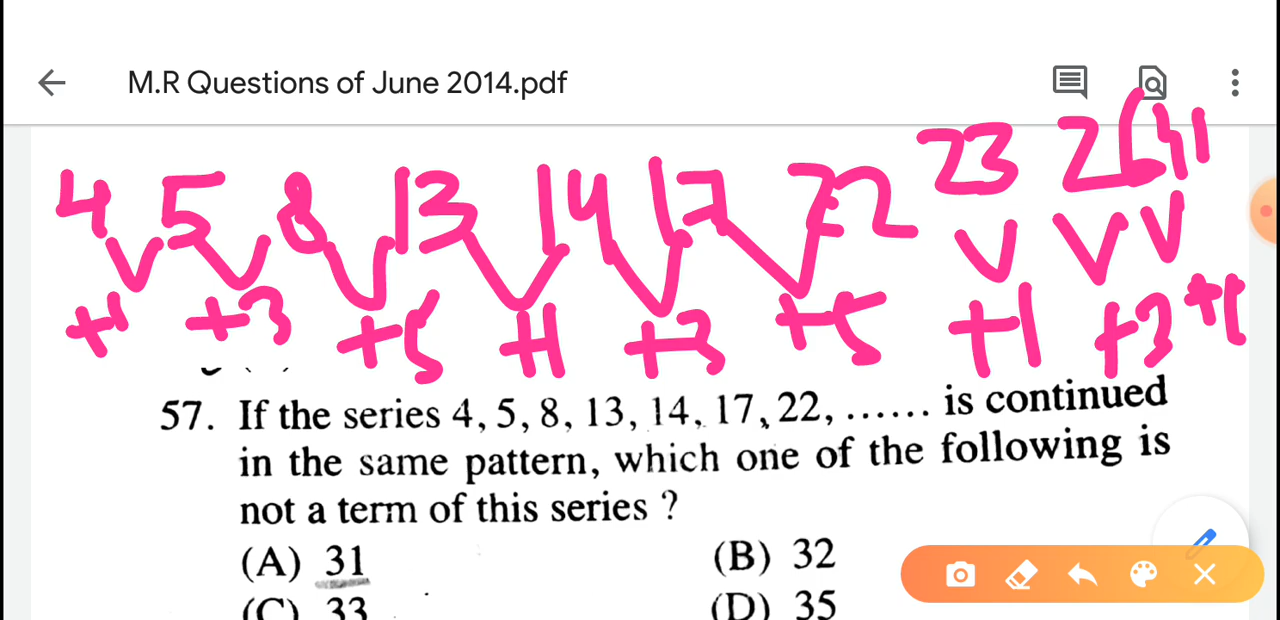 M.R Questions of June 2014.pdf
4 5 8 13 14 17 22 23 26 31
+1 +3 +5 +1 +3 +5 +1 +3 +5
57. If the series 4, 5, 8, 13, 14, 17, 22, ...... is continued
in the same pattern, which one of the following is
not a term of this series ?
(A) 31 (B) 32
(C) 33 (D) 35